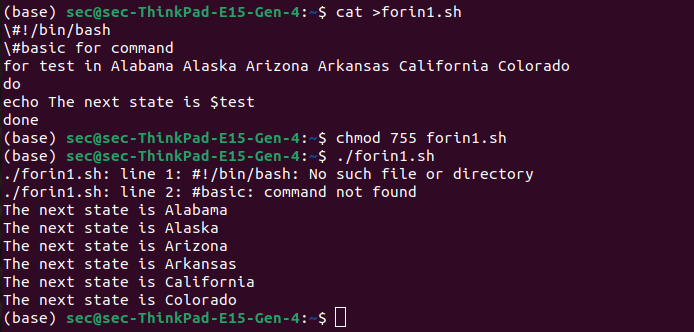 (base) sec@sec-ThinkPad-E15-Gen-4:~$ cat >forin1.sh
\#!/bin/bash
\#basic for command
for test in Alabama Alaska Arizona Arkansas California Colorado
do
echo The next state is $test
done
(base) sec@sec-ThinkPad-E15-Gen-4:~$ chmod 755 forin1.sh
(base) sec@sec-ThinkPad-E15-Gen-4:~$ ./forin1.sh
./forin1.sh: line 1: #!/bin/bash: No such file or directory
./forin1.sh: line 2: #basic: command not found
The next state is Alabama
The next state is Alaska
The next state is Arizona
The next state is Arkansas
The next state is California
The next state is Colorado
(base) sec@sec-ThinkPad-E15-Gen-4:~$